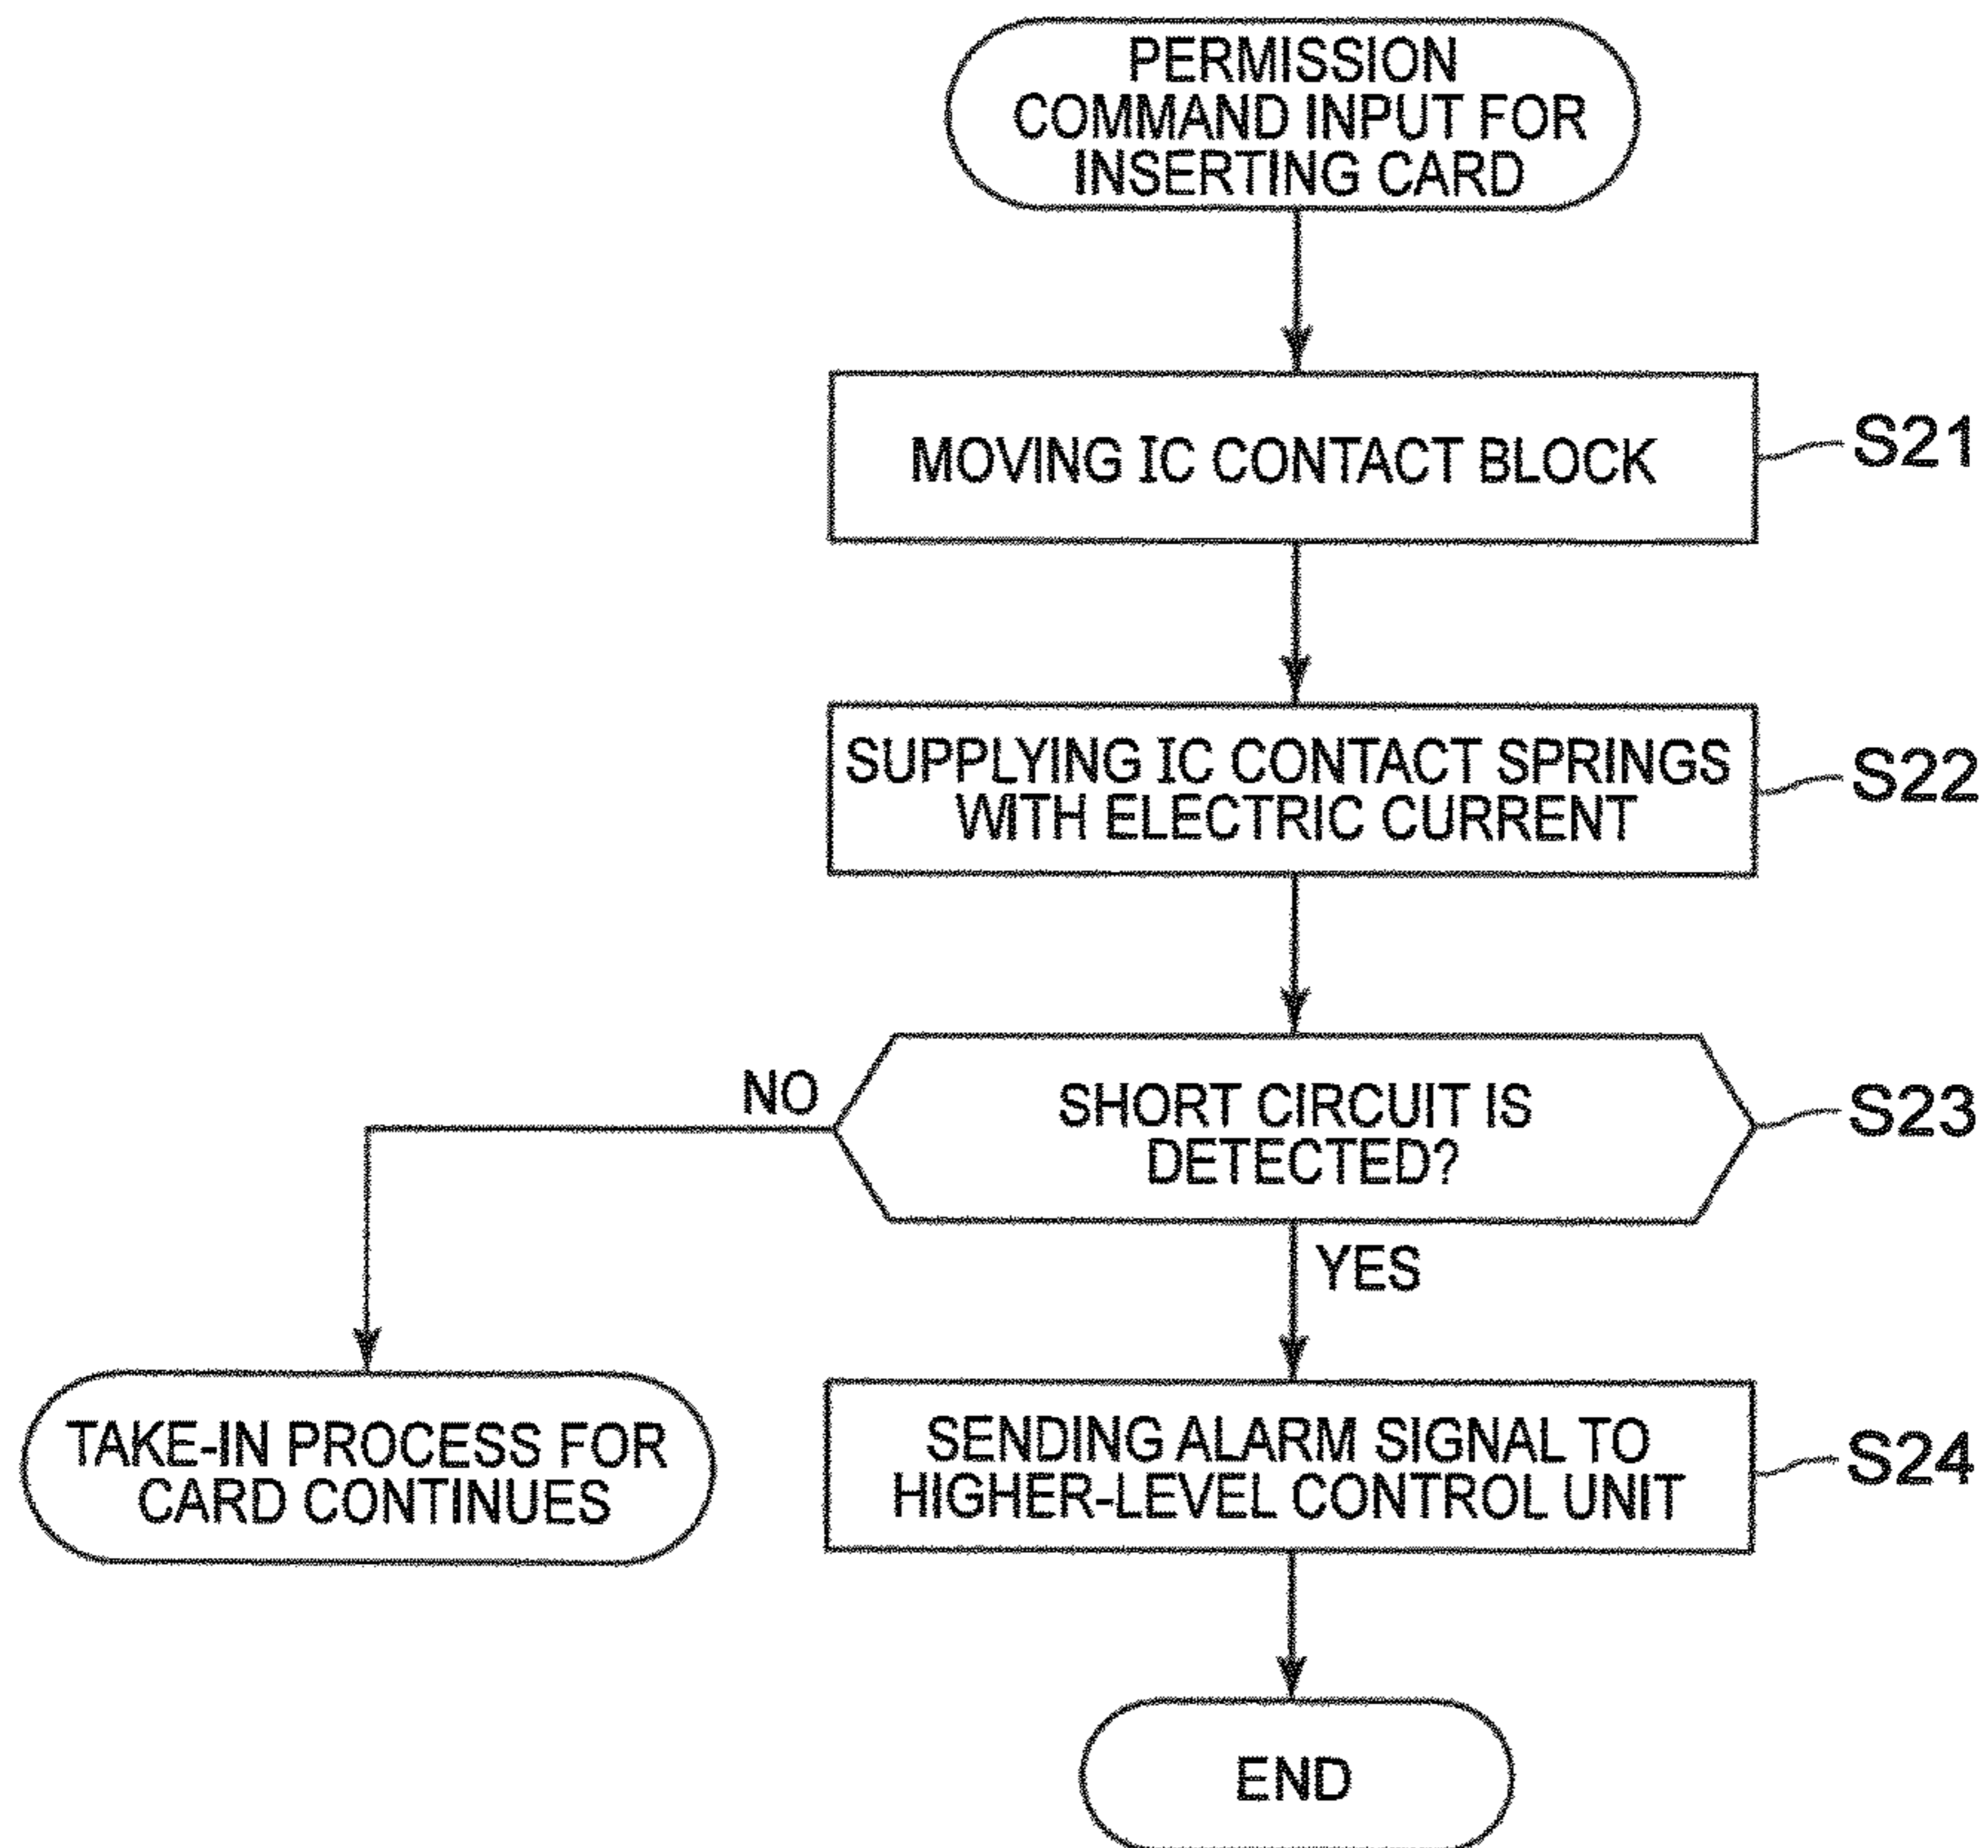 PERMISSION
COMMAND INPUT FOR
INSERTING CARD
MOVING IC CONTACT BLOCK
S21
SUPPLYING IC CONTACT SPRINGS
WITH ELECTRIC CURRENT
S22
SHORT CIRCUIT IS
DETECTED?
S23
NO
YES
TAKE-IN PROCESS FOR
CARD CONTINUES
SENDING ALARM SIGNAL TO
HIGHER-LEVEL CONTROL UNIT
S24
END